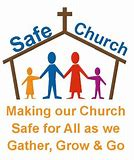 Safe Church
Making our Church
Safe for All as we
Gather, Grow & Go